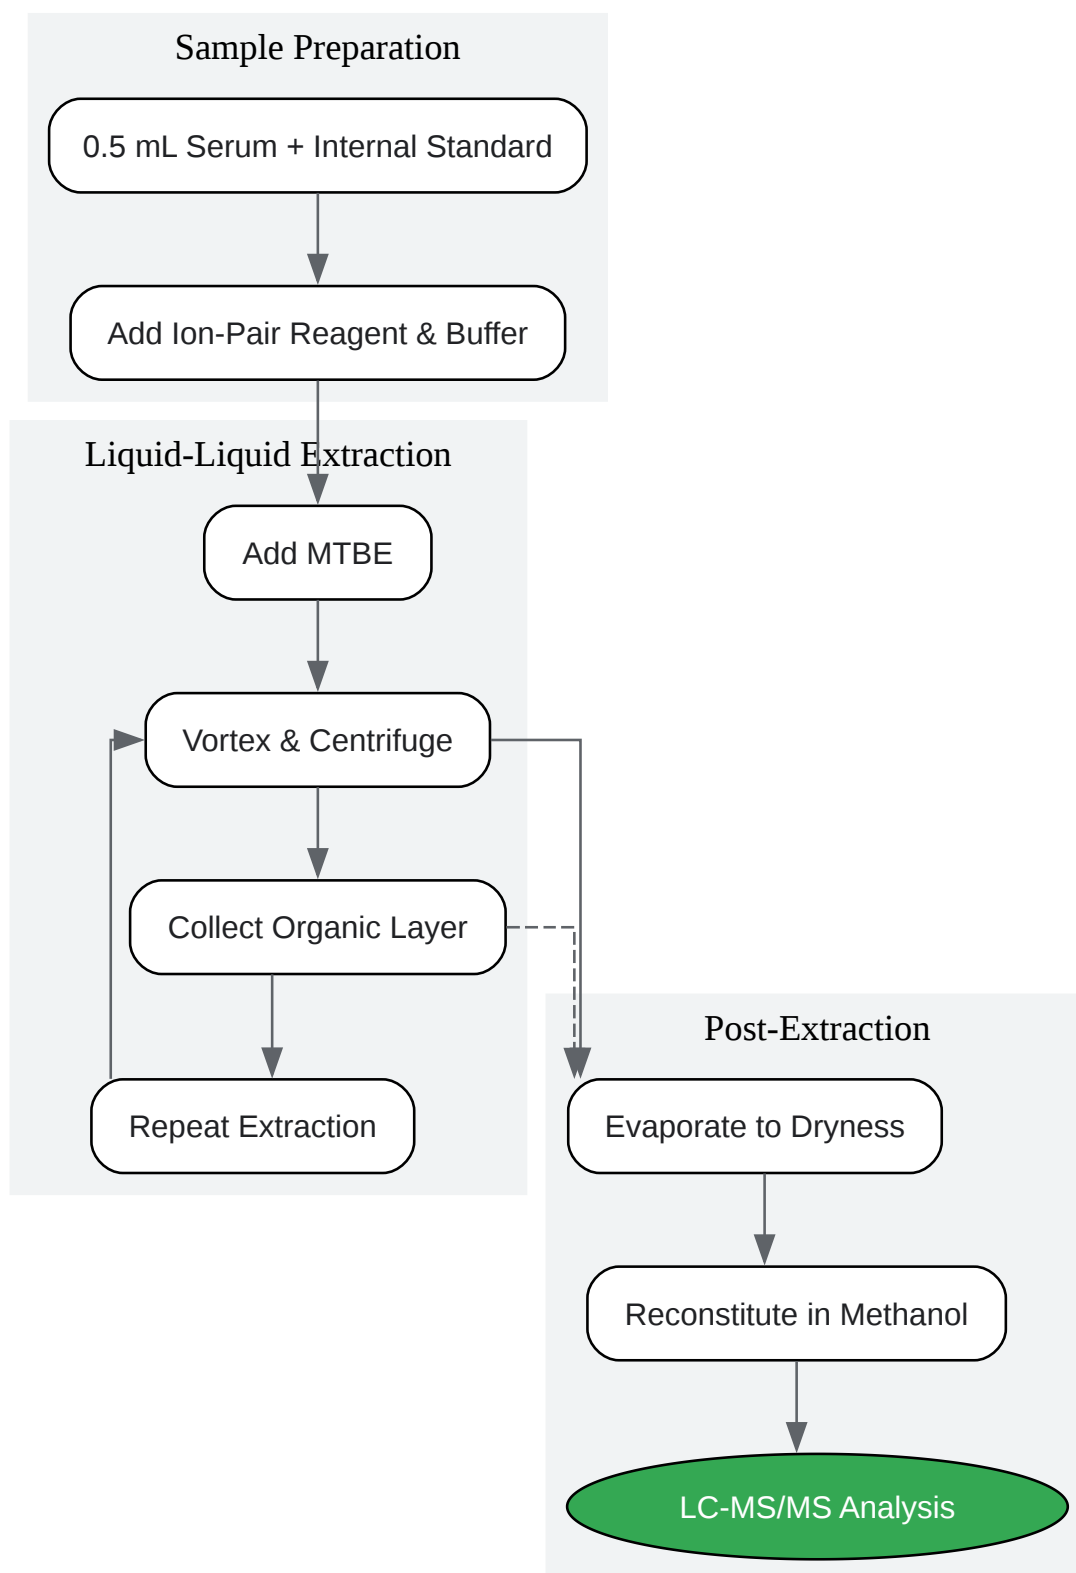 Sample Preparation
0.5 mL Serum + Internal Standard
Add Ion-Pair Reagent & Buffer
Liquid-Liquid Extraction
Add MTBE
Vortex & Centrifuge
Collect Organic Layer
Repeat Extraction
Post-Extraction
Evaporate to Dryness
Reconstitute in Methanol
LC-MS/MS Analysis